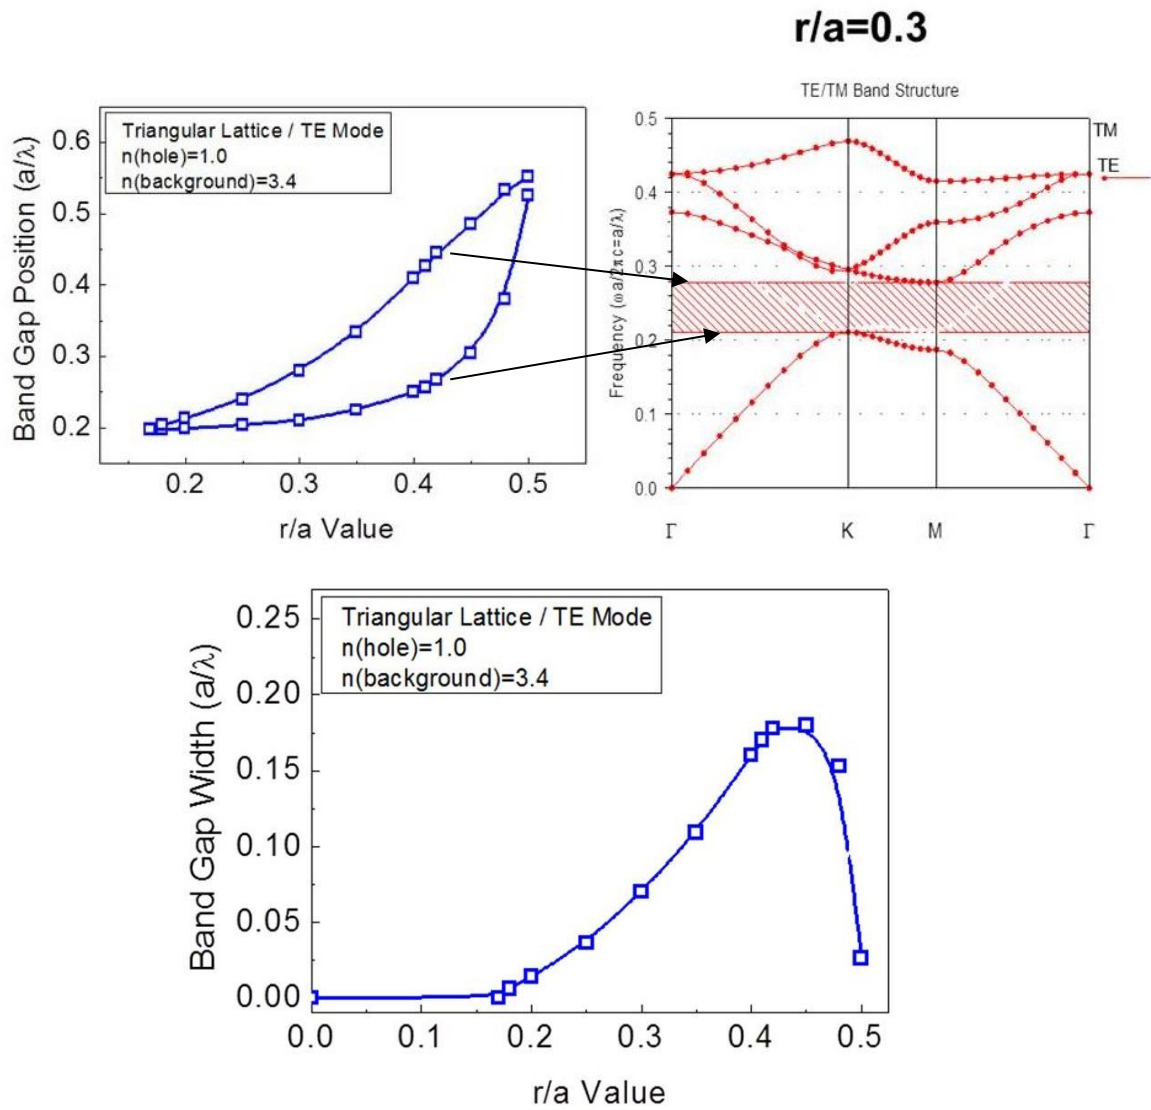 r/a=0.3
Triangular Lattice / TE Mode
n(hole)=1.0
n(background)=3.4
Band Gap Position (a/λ)
0.6
0.5
0.4
0.3
0.2
0.2 0.3 0.4 0.5
r/a Value
TE/TM Band Structure
Frequency (ωa/2πc=a/λ)
0.5
0.4
0.3
0.2
0.1
0.0
TM
TE
Γ K M Γ
Triangular Lattice / TE Mode
n(hole)=1.0
n(background)=3.4
Band Gap Width (a/λ)
0.25
0.20
0.15
0.10
0.05
0.00
0.0 0.1 0.2 0.3 0.4 0.5
r/a Value